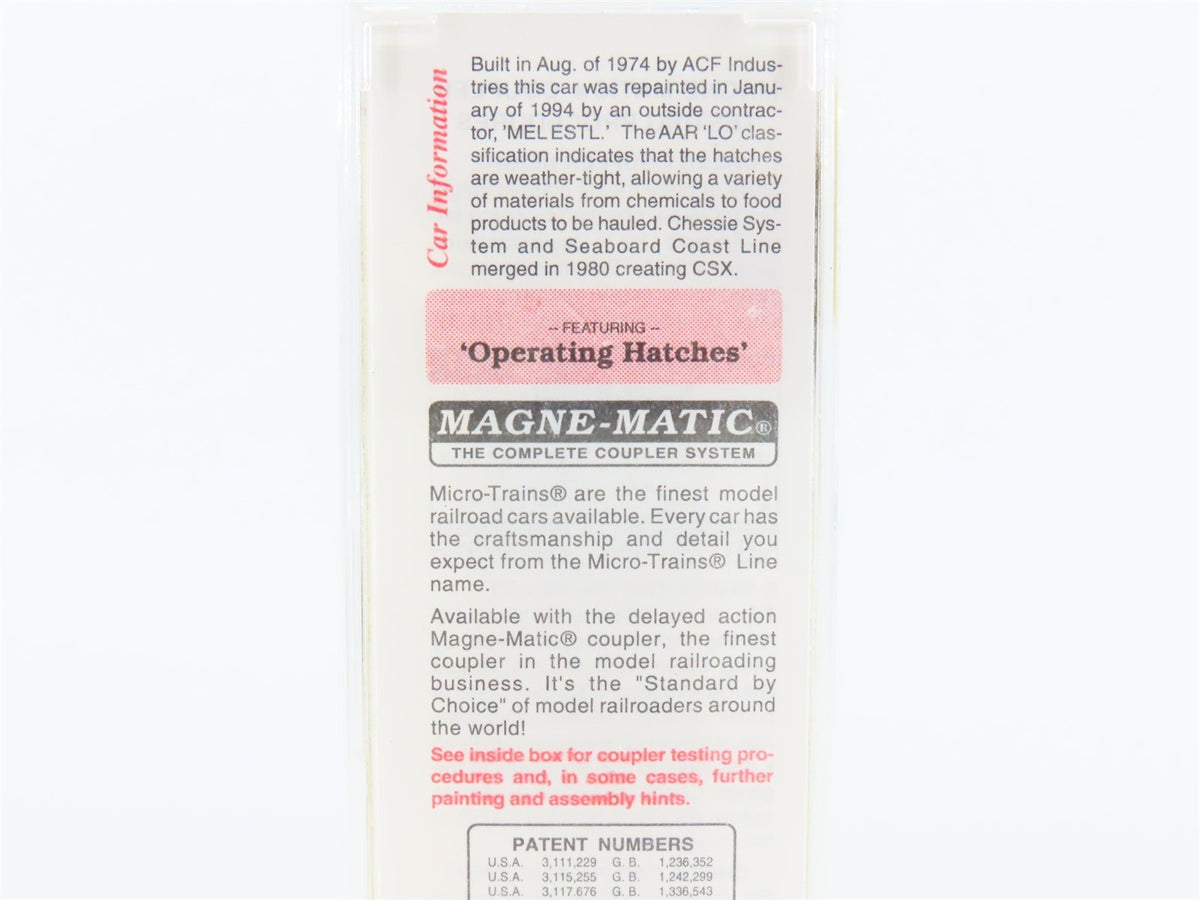 Car Information
Built in Aug. of 1974 by ACF Indus-
tries this car was repainted in Janu-
ary of 1994 by an outside contrac-
tor, 'MEL ESTL.' The AAR 'LO' clas-
sification indicates that the hatches
are weather-tight, allowing a variety
of materials from chemicals to food
products to be hauled. Chessie Sys-
tem and Seaboard Coast Line
merged in 1980 creating CSX.
-- FEATURING --
'Operating Hatches'
MAGNE-MATIC®
THE COMPLETE COUPLER SYSTEM
Micro-Trains® are the finest model
railroad cars available. Every car has
the craftsmanship and detail you
expect from the Micro-Trains® Line
name.
Available with the delayed action
Magne-Matic® coupler, the finest
coupler in the model railroading
business. It's the "Standard by
Choice" of model railroaders around
the world!
See inside box for coupler testing pro-
cedures and, in some cases, further
painting and assembly hints.
PATENT NUMBERS
U.S.A. 3,111,229 G.B. 1,236,352
U.S.A. 3,115,255 G.B. 1,242,299
U.S.A. 3,117,676 G.B. 1,336,543